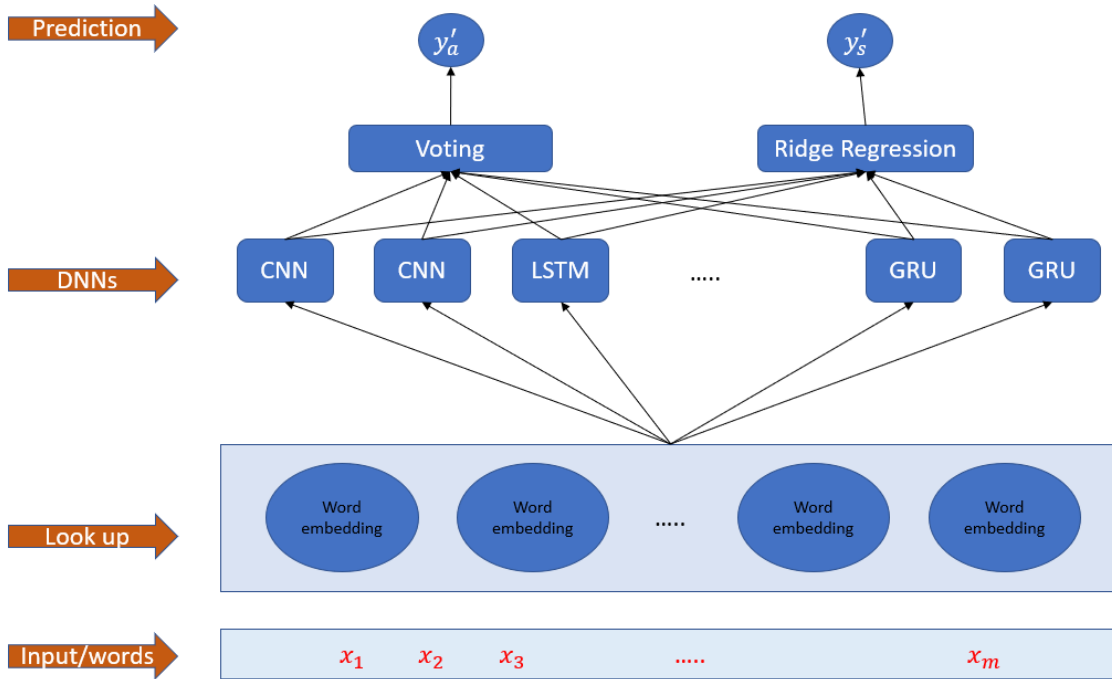 Prediction
y′ₐ
y′ₛ
Voting
Ridge Regression
DNNs
CNN
CNN
LSTM
.....
GRU
GRU
Look up
Word
embedding
Word
embedding
.....
Word
embedding
Word
embedding
Input/words
x₁
x₂
x₃
.....
xₘ